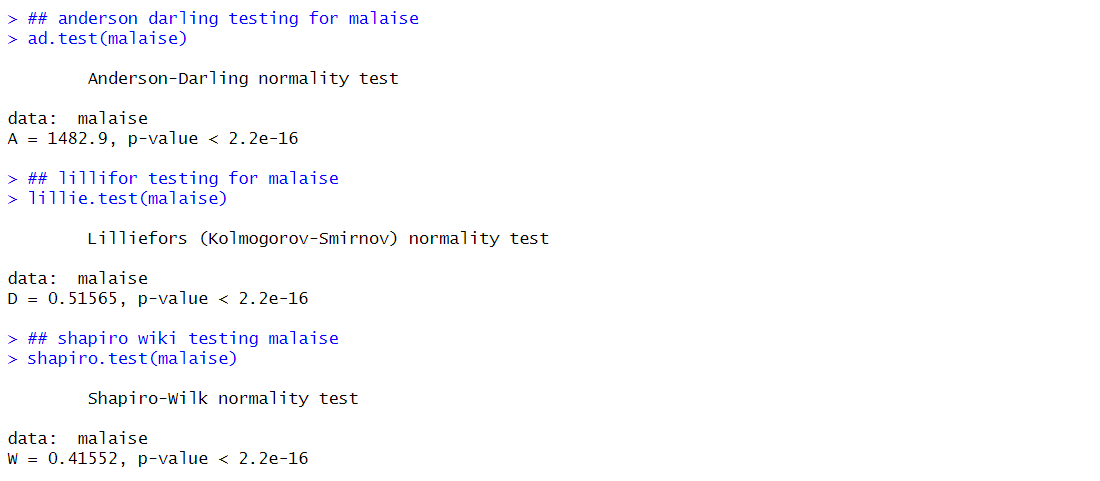 > ## anderson darling testing for malaise
> ad.test(malaise)
Anderson-Darling normality test
data:  malaise
A = 1482.9, p-value < 2.2e-16
> ## lillifor testing for malaise
> lillie.test(malaise)
Lilliefors (Kolmogorov-Smirnov) normality test
data:  malaise
D = 0.51565, p-value < 2.2e-16
> ## shapiro wiki testing malaise
> shapiro.test(malaise)
Shapiro-Wilk normality test
data:  malaise
W = 0.41552, p-value < 2.2e-16